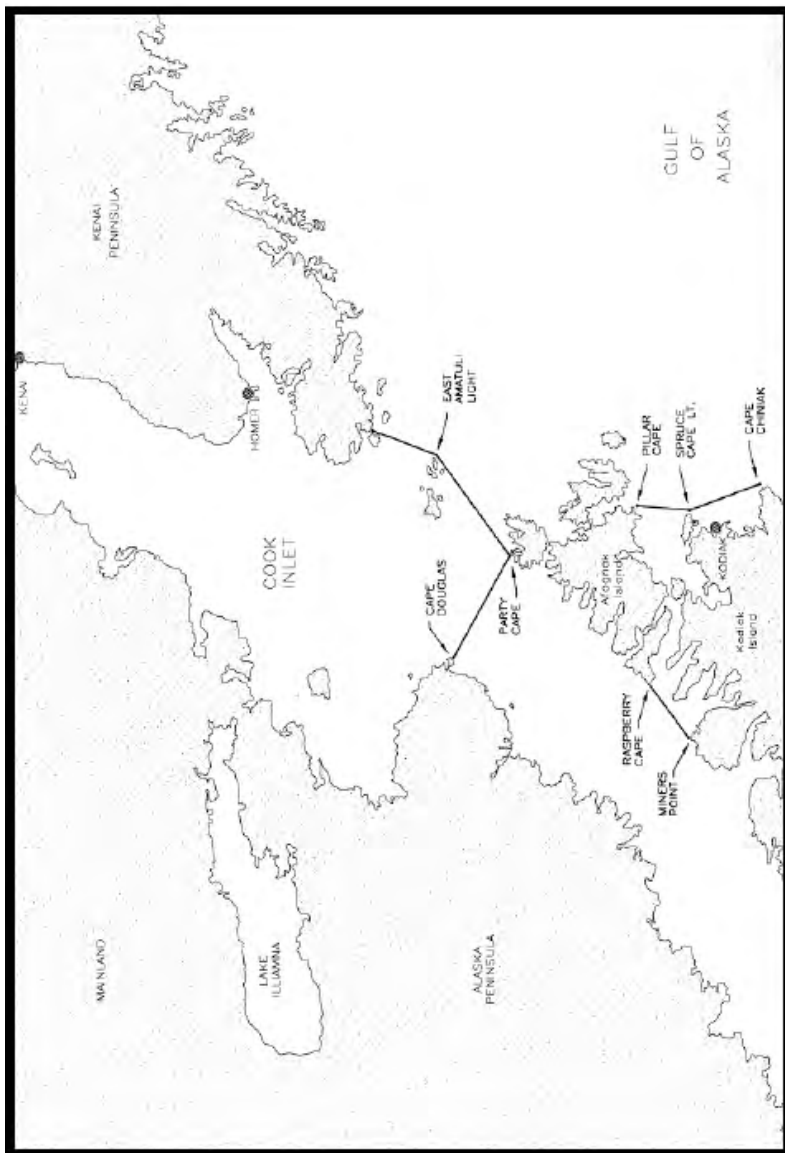 KENAI
MAINLAND
KENAI
PENINSULA
HOMER
LAKE
ILLIAMNA
COOK
INLET
CAPE
DOUGLAS
EAST
AMATULI
LIGHT
ALASKA
PENINSULA
PARTY
CAPE
Afognak
Island
RASPBERRY
CAPE
PILLAR
CAPE
MINERS
POINT
SPRUCE
CAPE LT.
KODIAK
CAPE
CHINIAK
Kodiak
Island
GULF
OF
ALASKA